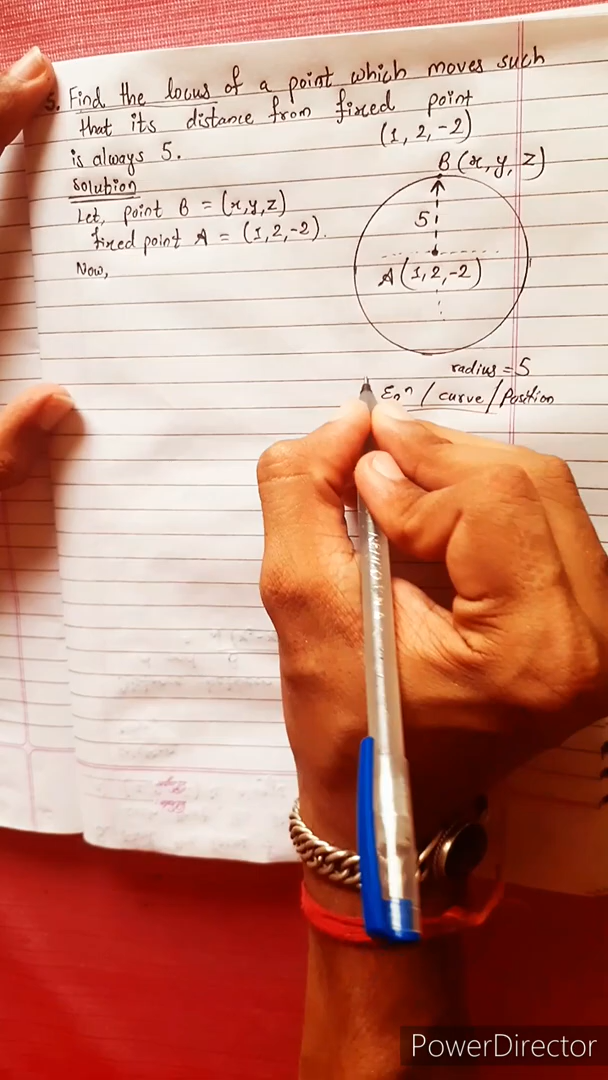 5. Find the locus of a point which moves such
that its distance from fixed point
(1, 2, -2)
is always 5.
Solution
Let, point B = (x,y,z)
fixed point A = (1,2,-2).
Now,
B (x, y, z)
5
A (1,2,-2)
radius = 5
Eqⁿ / curve / Position
PowerDirector